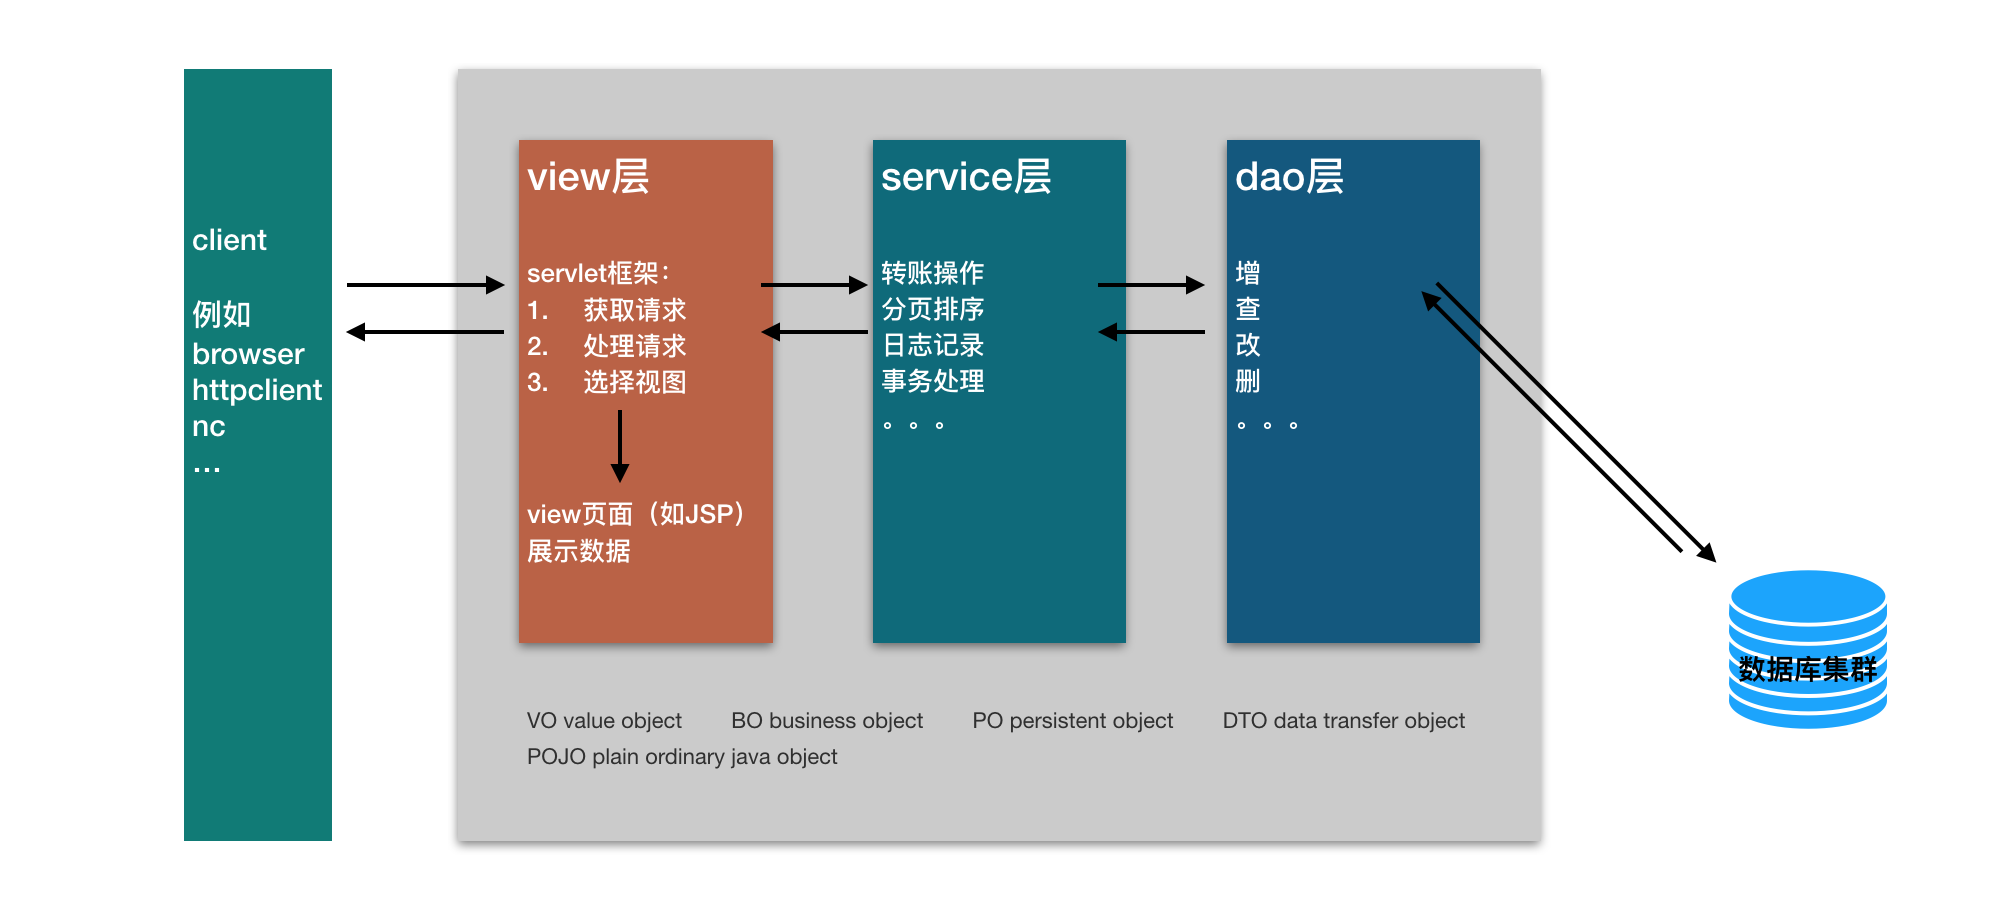 client
例如
browser
httpclient
nc
…
view层
servlet框架：
1. 获取请求
2. 处理请求
3. 选择视图
view页面（如JSP）
展示数据
service层
转账操作
分页排序
日志记录
事务处理
。。。
dao层
增
查
改
删
。。。
数据库集群
VO value object BO business object PO persistent object DTO data transfer object
POJO plain ordinary java object